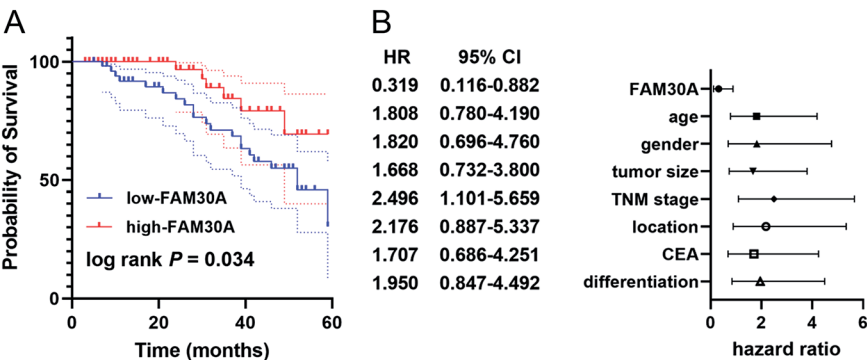 A
Probability of Survival
100
50
0
low-FAM30A
high-FAM30A
log rank P = 0.034
0 20 40 60
Time (months)
B
HR 95% CI
0.319 0.116-0.882
1.808 0.780-4.190
1.820 0.696-4.760
1.668 0.732-3.800
2.496 1.101-5.659
2.176 0.887-5.337
1.707 0.686-4.251
1.950 0.847-4.492
FAM30A
age
gender
tumor size
TNM stage
location
CEA
differentiation
0 2 4 6
hazard ratio